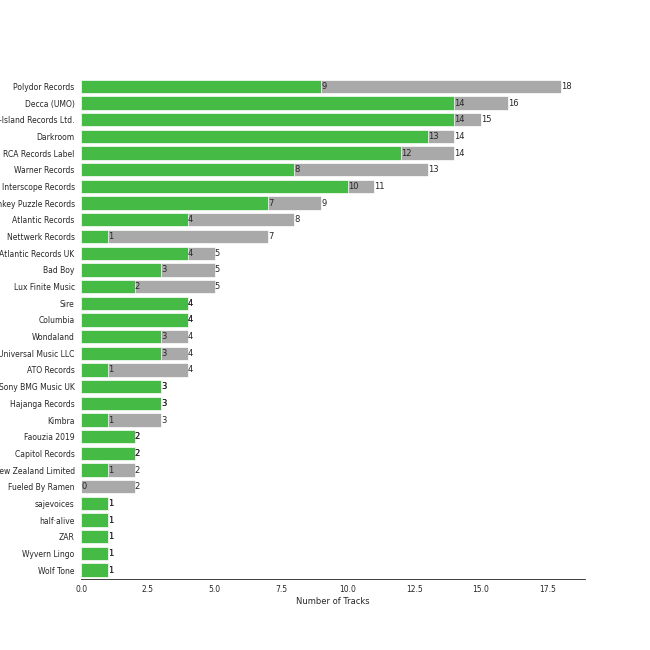 Polydor Records 9 18
Decca (UMO) 14 16
-Island Records Ltd. 14 15
Darkroom 13 14
RCA Records Label 12 14
Warner Records 8 13
Interscope Records 10 11
nkey Puzzle Records 7 9
Atlantic Records 4 8
Nettwerk Records 1 7
Atlantic Records UK 4 5
Bad Boy 3 5
Lux Finite Music 2 5
Sire 4
Columbia 4
Wondaland 3 4
Universal Music LLC 3 4
ATO Records 1 4
Sony BMG Music UK 3
Hajanga Records 3
Kimbra 1 3
Faouzia 2019 2
Capitol Records 2
ew Zealand Limited 1 2
Fueled By Ramen 0 2
sajevoices 1
half·alive 1
ZAR 1
Wyvern Lingo 1
Wolf Tone 1
0.0 2.5 5.0 7.5 10.0 12.5 15.0 17.5
Number of Tracks